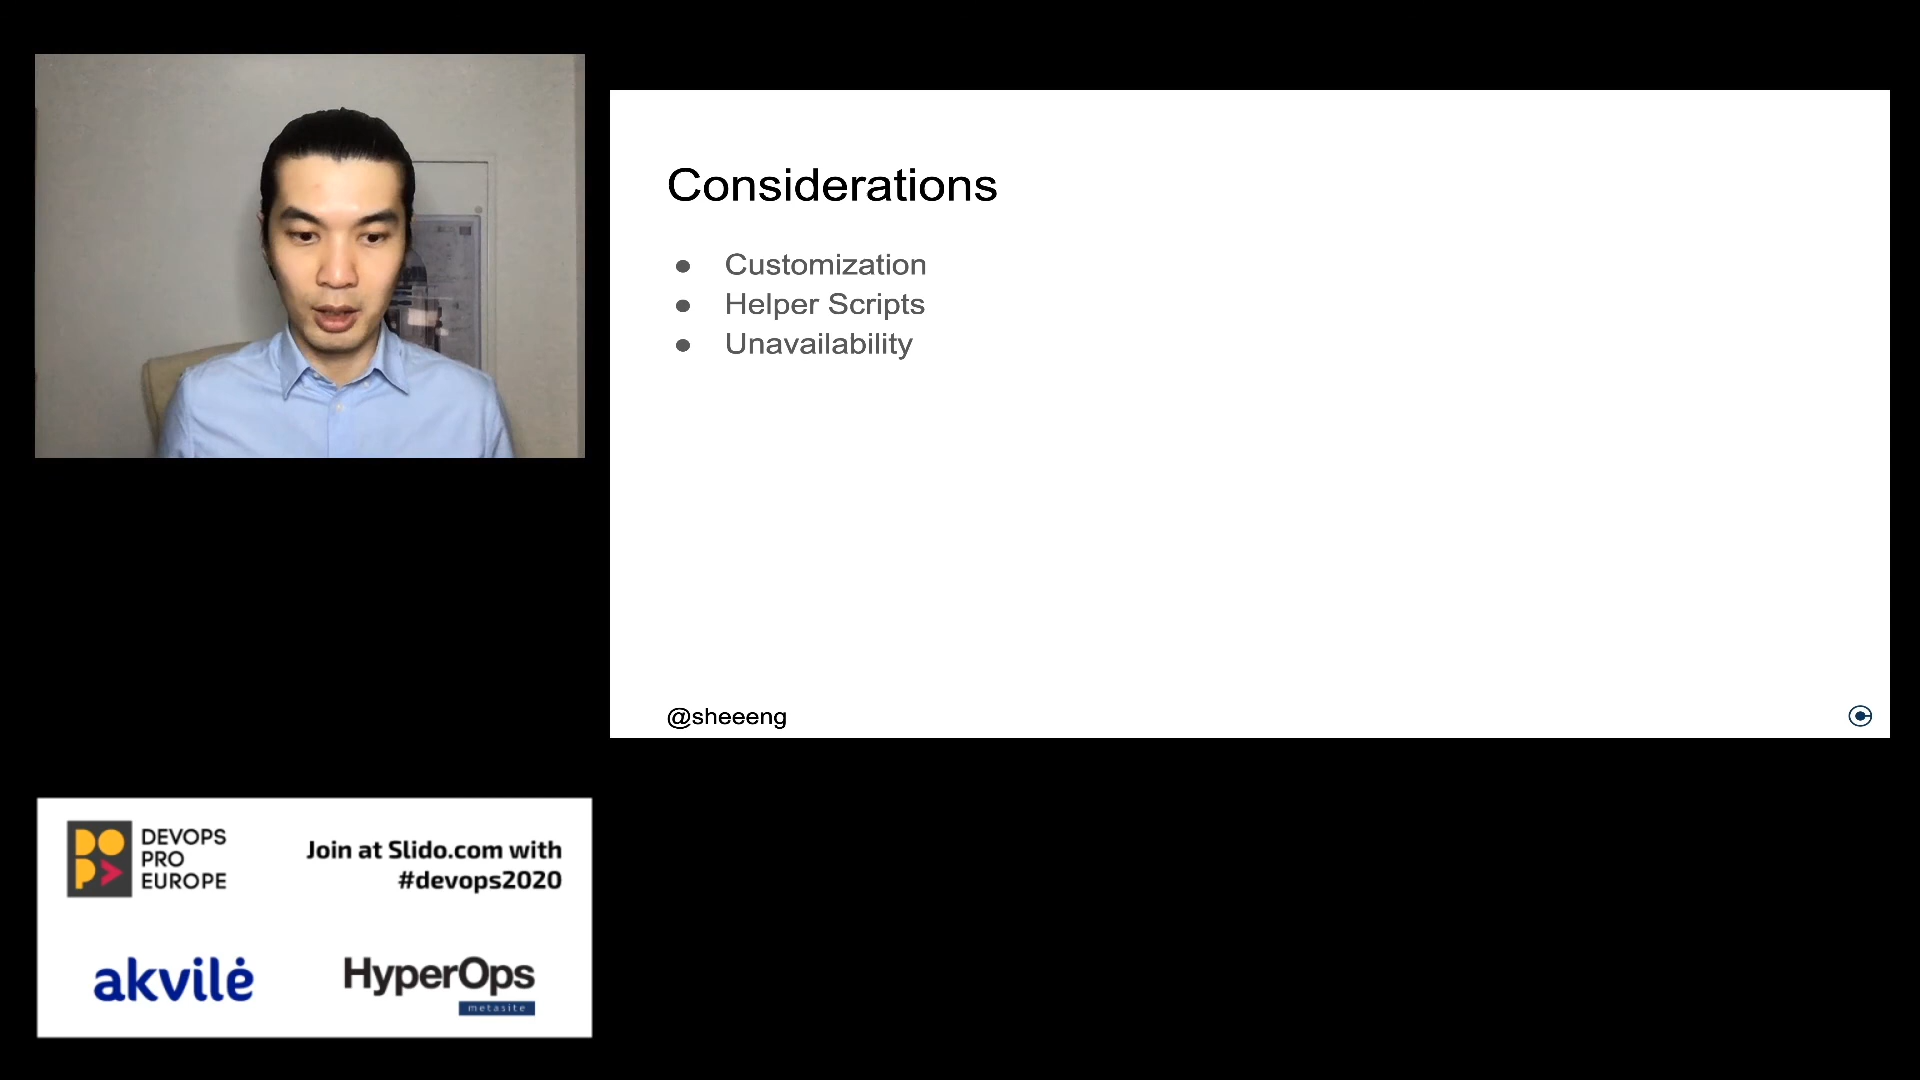 Considerations
Customization
Helper Scripts
Unavailability
@sheeeng
DEVOPS
PRO
EUROPE
Join at Slido.com with
#devops2020
akvilė
HyperOps
metasite